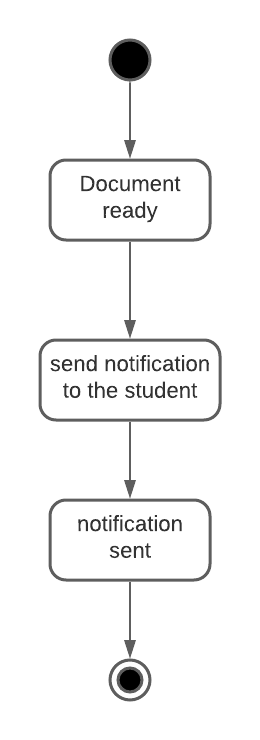 Document
ready
send notification
to the student
notification
sent